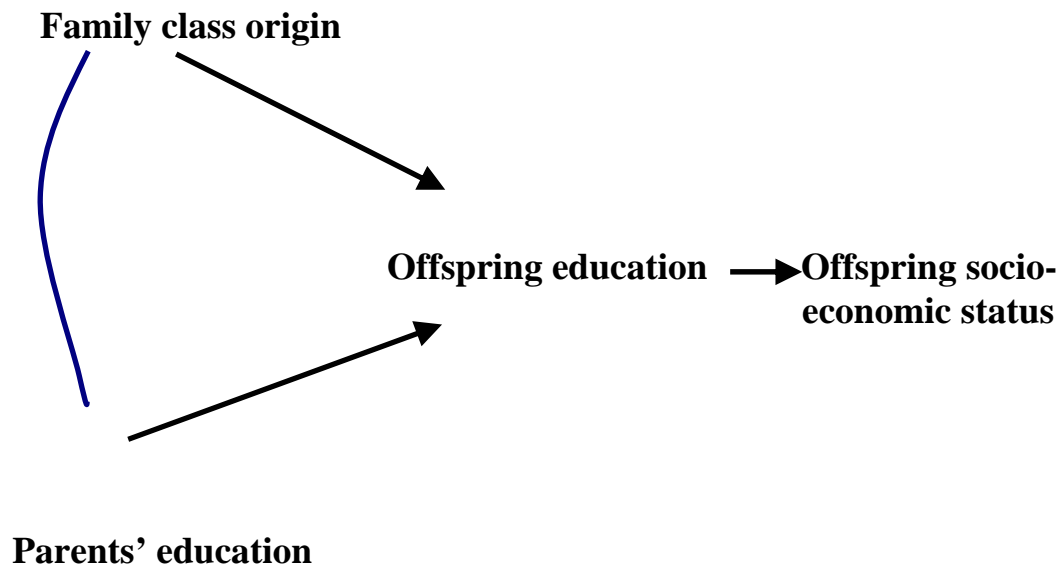 Family class origin
Offspring education
Offspring socio-
economic status
Parents’ education